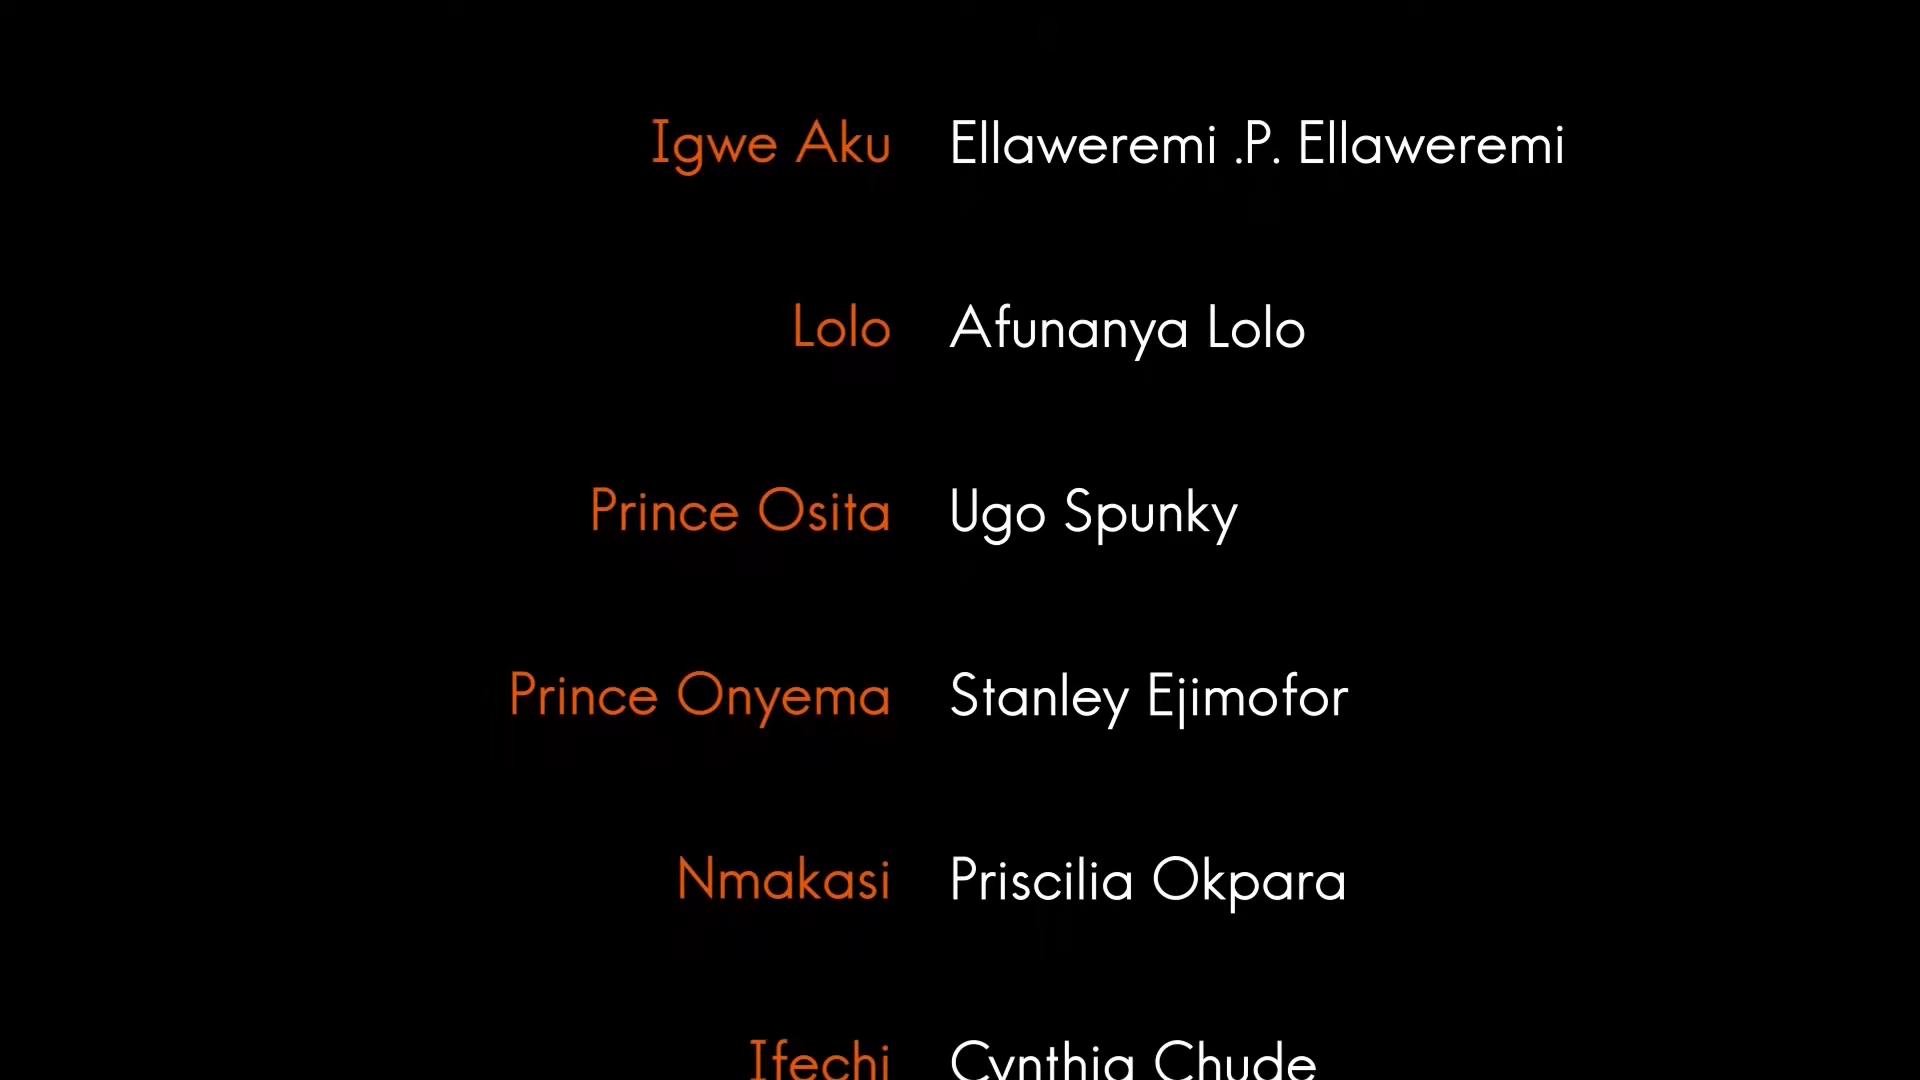 Igwe Aku Ellaweremi .P. Ellaweremi
Lolo Afunanya Lolo
Prince Osita Ugo Spunky
Prince Onyema Stanley Ejimofor
Nmakasi Priscilia Okpara
Ifechi Cynthia Chude